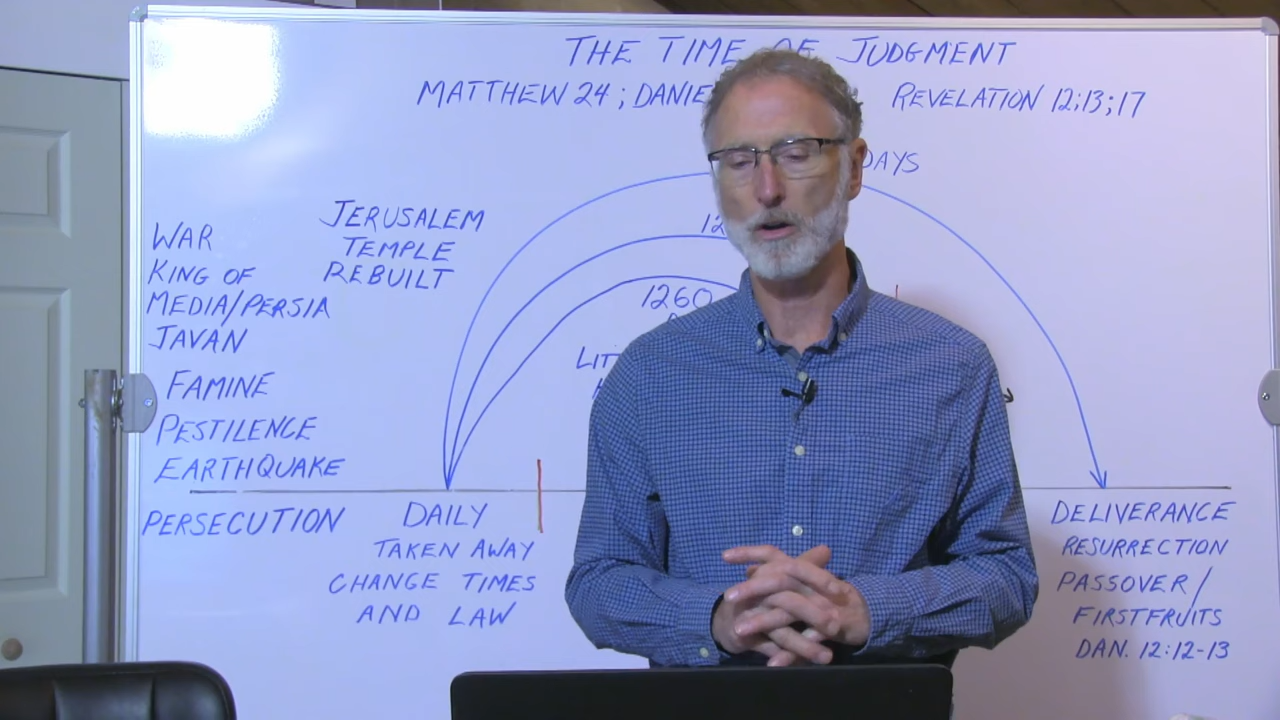 THE TIME OF JUDGMENT
MATTHEW 24; DANIE
REVELATION 12;13;17
DAYS
12
1260
LIT
JERUSALEM
TEMPLE
REBUILT
WAR
KING OF
MEDIA/PERSIA
JAVAN
FAMINE
PESTILENCE
EARTHQUAKE
PERSECUTION
DAILY
TAKEN AWAY
CHANGE TIMES
AND LAW
DELIVERANCE
RESURRECTION
PASSOVER/
FIRSTFRUITS
DAN. 12:12-13